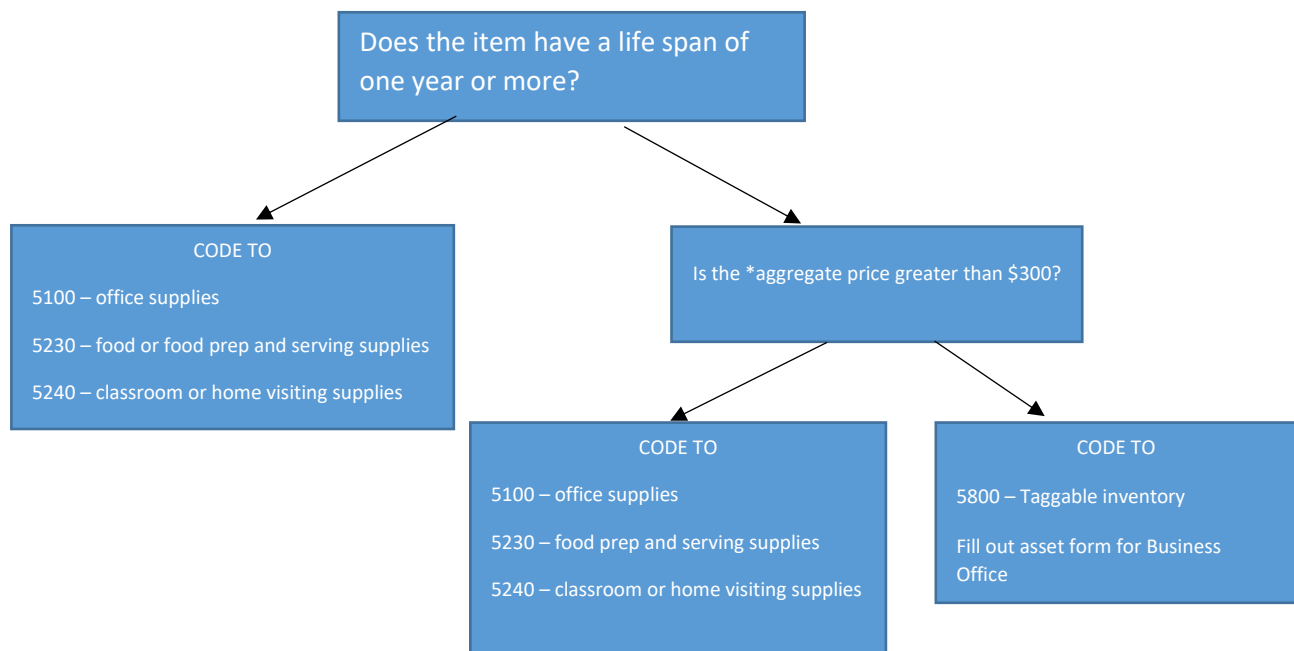 Does the item have a life span of
one year or more?
CODE TO
5100 – office supplies
5230 – food or food prep and serving supplies
5240 – classroom or home visiting supplies
Is the *aggregate price greater than $300?
CODE TO
5100 – office supplies
5230 – food prep and serving supplies
5240 – classroom or home visiting supplies
CODE TO
5800 – Taggable inventory
Fill out asset form for Business
Office